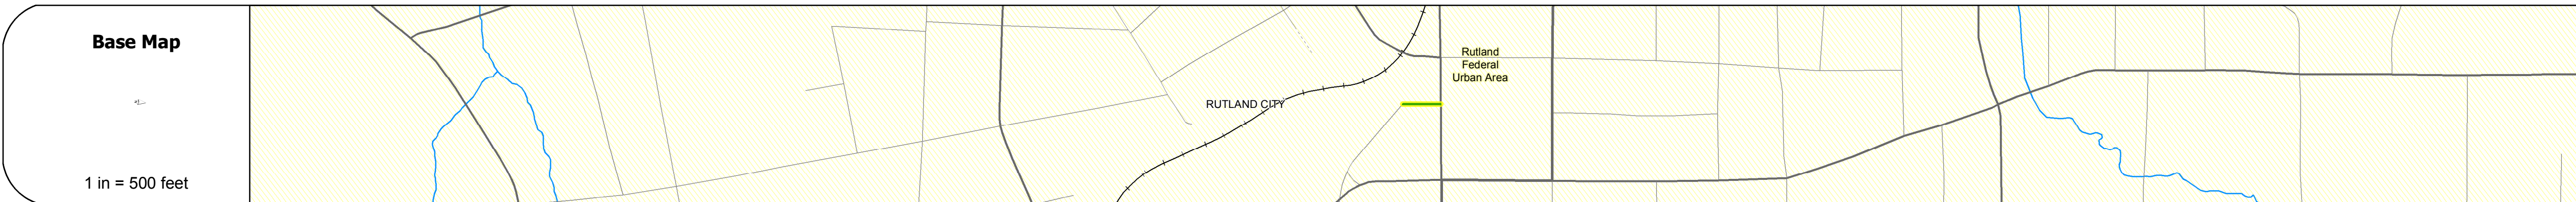 Base Map
1 in = 500 feet
RUTLAND CITY
Rutland
Federal
Urban Area